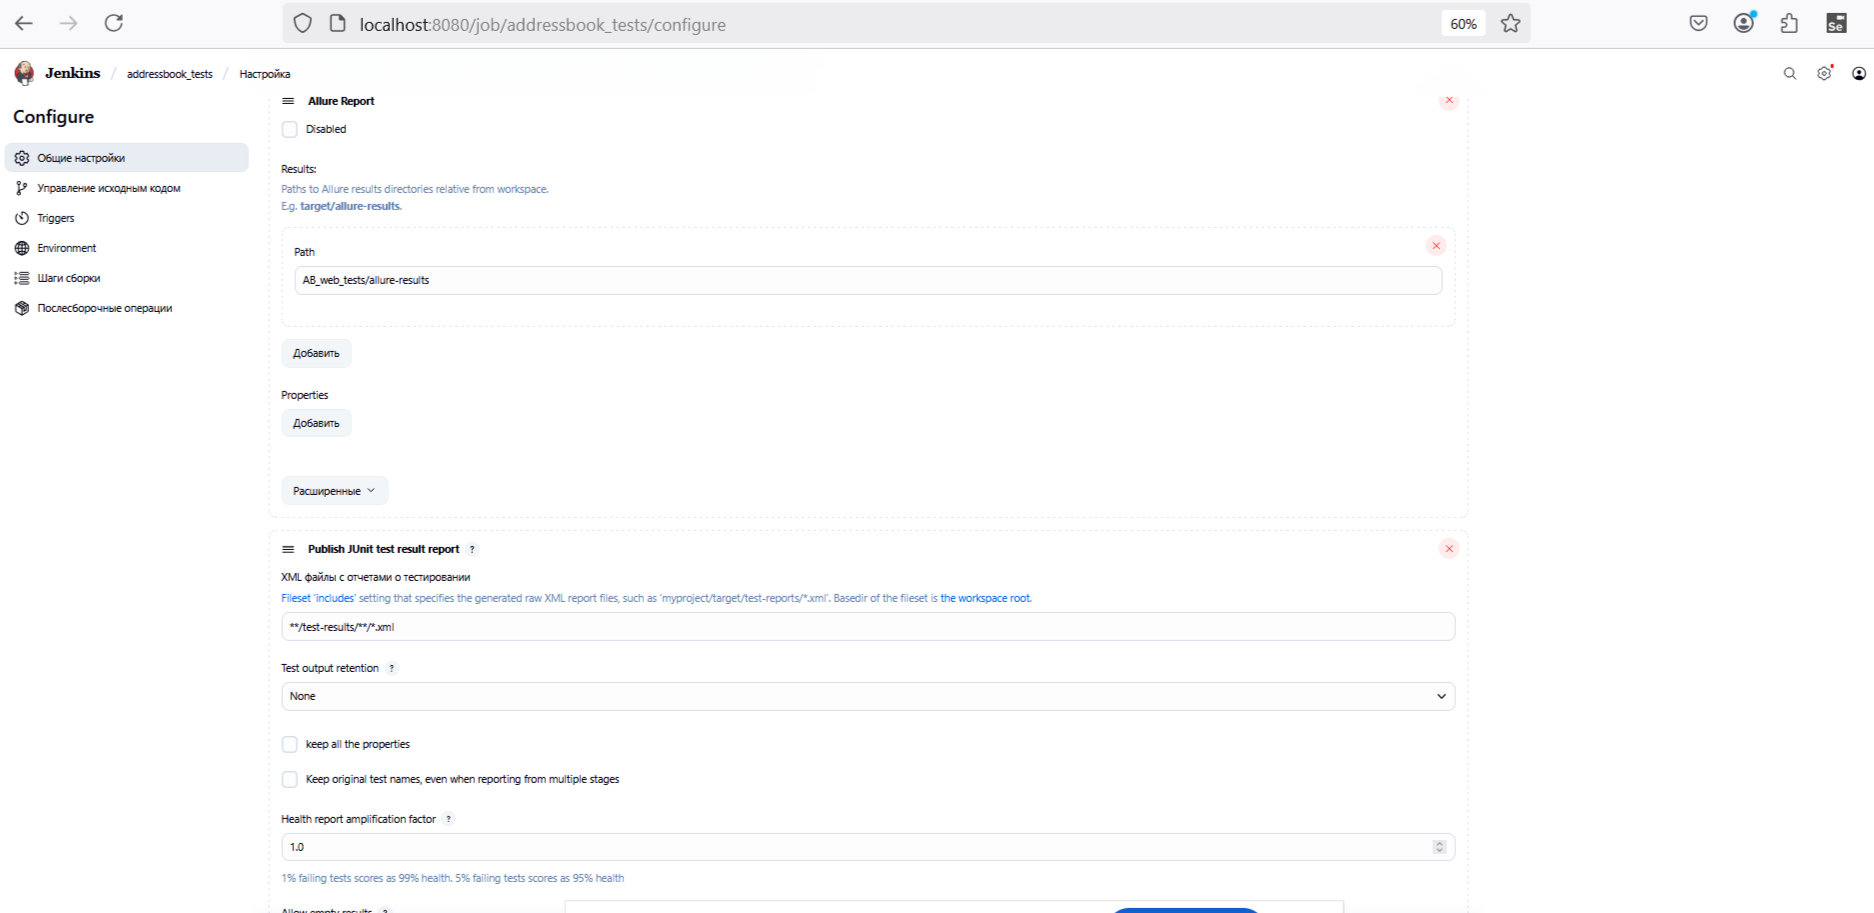 localhost:8080/job/addressbook_tests/configure
60%
Se
Jenkins / addressbook_tests / Настройка
Configure
Общие настройки
Управление исходным кодом
Triggers
Environment
Шаги сборки
Послесборочные операции
Allure Report
Disabled
Results:
Paths to Allure results directories relative from workspace.
E.g. target/allure-results.
Path
AB_web_tests/allure-results
Добавить
Properties
Добавить
Расширенные
Publish JUnit test result report ?
XML файлы с отчетами о тестировании
Fileset 'includes' setting that specifies the generated raw XML report files, such as 'myproject/target/test-reports/*.xml'. Basedir of the fileset is the workspace root.
**/test-results/**/*.xml
Test output retention ?
None
keep all the properties
Keep original test names, even when reporting from multiple stages
Health report amplification factor ?
1.0
1% failing tests scores as 99% health. 5% failing tests scores as 95% health
Allow empty results ?